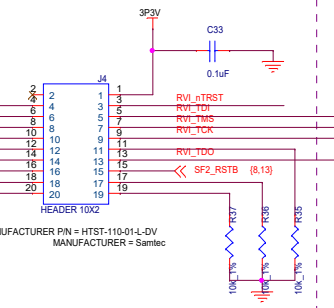 3P3V
C33
0.1uF
J4
2 2 1 1
4 4 3 3 RVI_nTRST
6 6 5 5 RVI_TDI
8 8 7 7 RVI_TMS
10 10 9 9 RVI_TCK
12 12 11 11
14 14 13 13 RVI_TDO
16 16 15 15 SF2_RSTB {8,13}
18 18 17 17
20 20 19 19
HEADER 10X2
R37
R36
R35
10k_1%
10k_1%
10k_1%
NUFACTURER P/N = HTST-110-01-L-DV
MANUFACTURER = Samtec